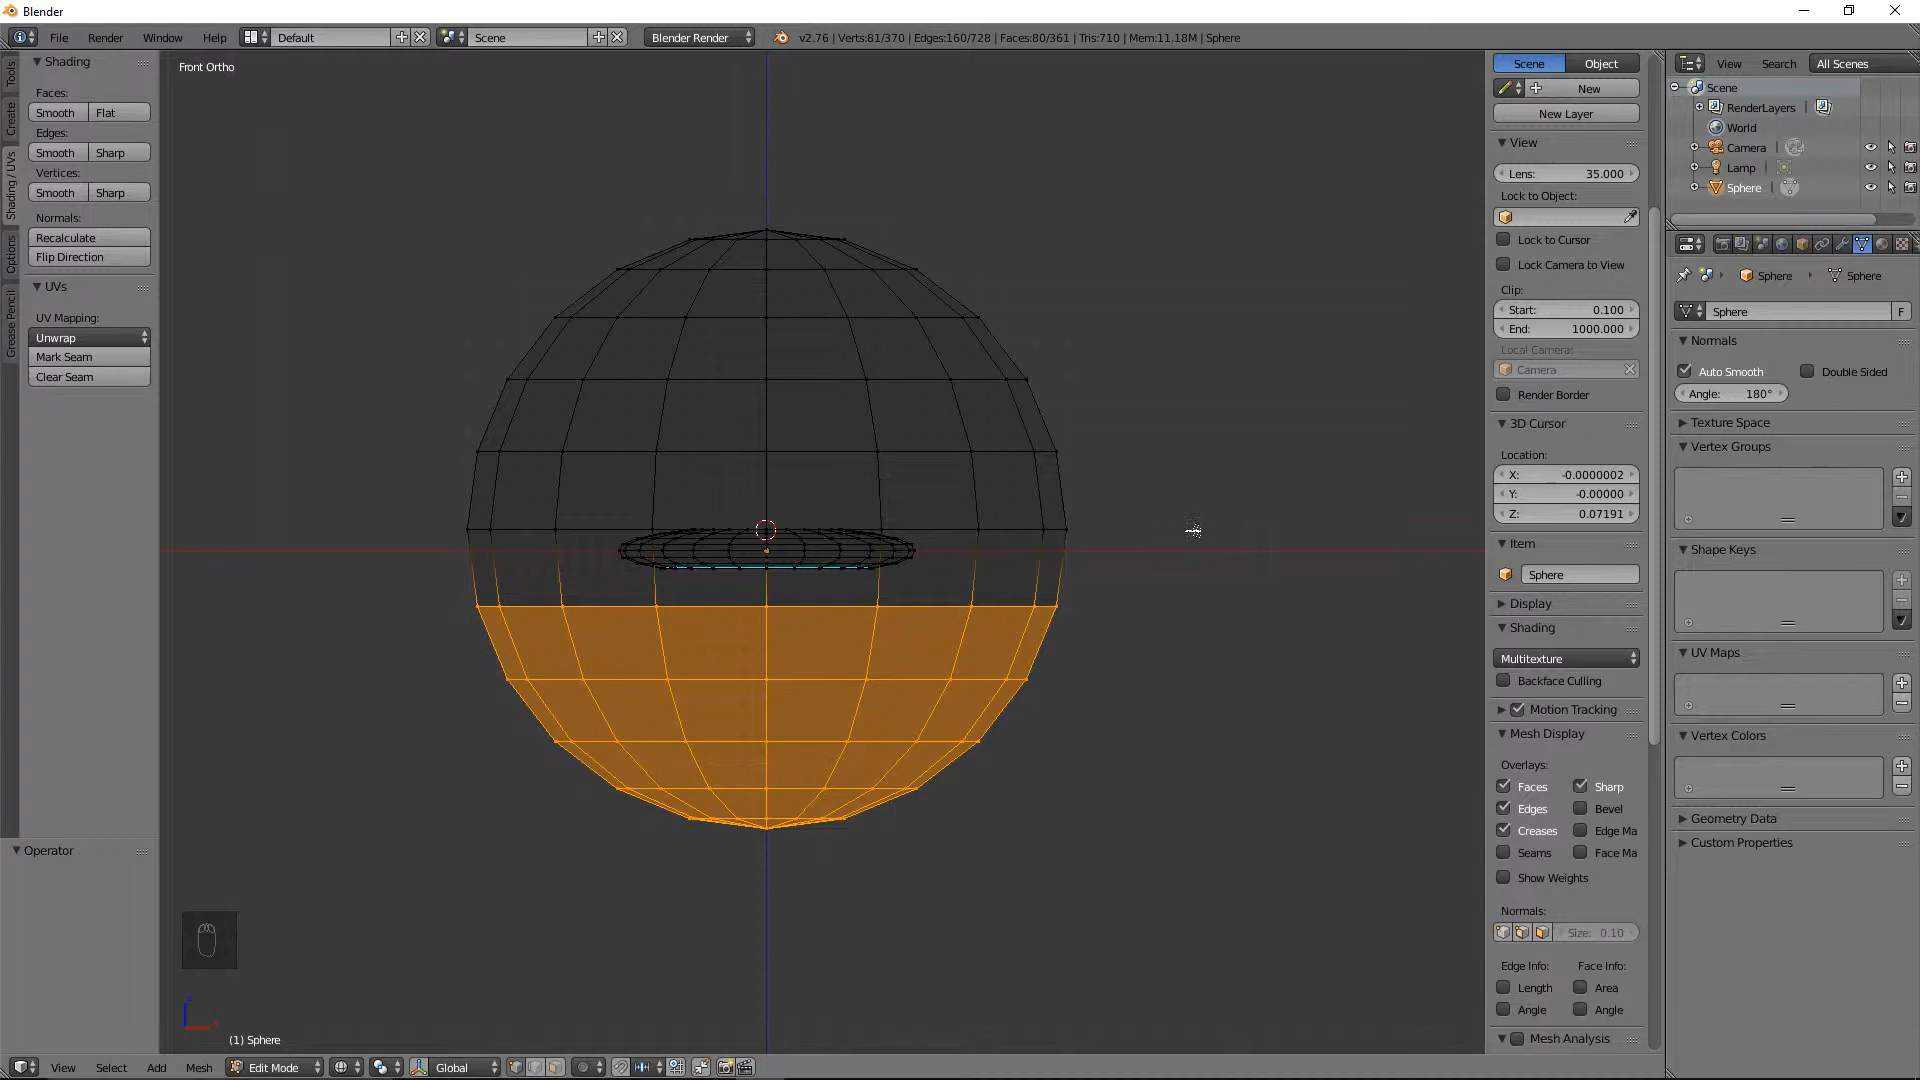 Blender
File Render Window Help Default Scene Blender Render v2.76 | Verts:81/370 | Edges:160/728 | Faces:80/361 | Tris:710 | Mem:11.18M | Sphere
Tools
Create
Shading / UVs
Options
Grease Pencil
Shading
Faces:
Smooth Flat
Edges:
Smooth Sharp
Vertices:
Smooth Sharp
Normals:
Recalculate
Flip Direction
UVs
UV Mapping:
Unwrap
Mark Seam
Clear Seam
Operator
Front Ortho
(1) Sphere
View Select Add Mesh Edit Mode Global
Scene Object
New
New Layer
View
Lens: 35.000
Lock to Object:
Lock to Cursor
Lock Camera to View
Clip:
Start: 0.100
End: 1000.000
Local Camera:
Camera
Render Border
3D Cursor
Location:
X: -0.0000002
Y: -0.00000
Z: 0.07191
Item
Sphere
Display
Shading
Multitexture
Backface Culling
Motion Tracking
Mesh Display
Overlays:
Faces Sharp
Edges Bevel
Creases Edge Ma
Seams Face Ma
Show Weights
Normals:
Size: 0.10
Edge Info: Face Info:
Length Area
Angle Angle
Mesh Analysis
View Search All Scenes
Scene
RenderLayers |
World
Camera |
Lamp |
Sphere |
Sphere Sphere
Sphere F
Normals
Auto Smooth Double Sided
Angle: 180°
Texture Space
Vertex Groups
Shape Keys
UV Maps
Vertex Colors
Geometry Data
Custom Properties